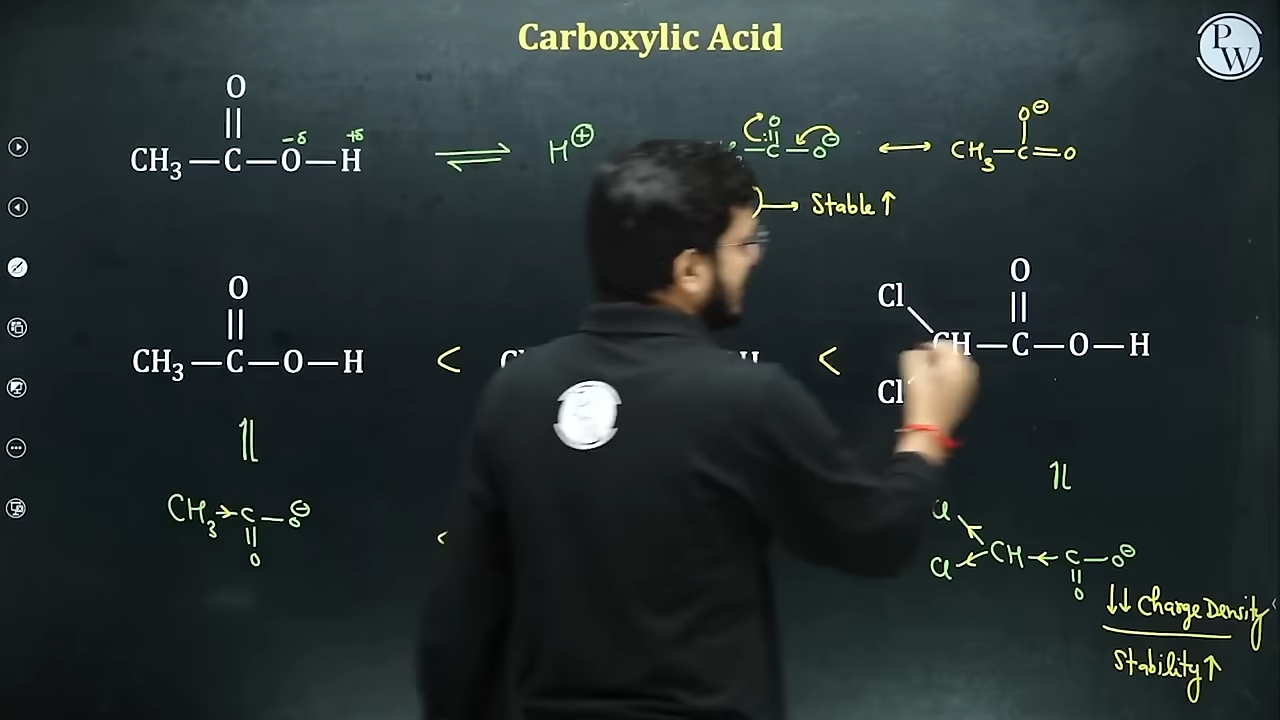 Carboxylic Acid
PW
O
CH₃—C—O—H
−δ +δ
⇌ H⊕
O
C—O⊖ ↔ CH₃—C=O
O⊖
→ Stable ↑
O
CH₃—C—O—H
<
H
<
Cl
Cl
O
CH—C—O—H
CH₃→C—O⊖
O
<
Cl
Cl
CH←C—O⊖
O
↓↓ Charge Density
Stability ↑